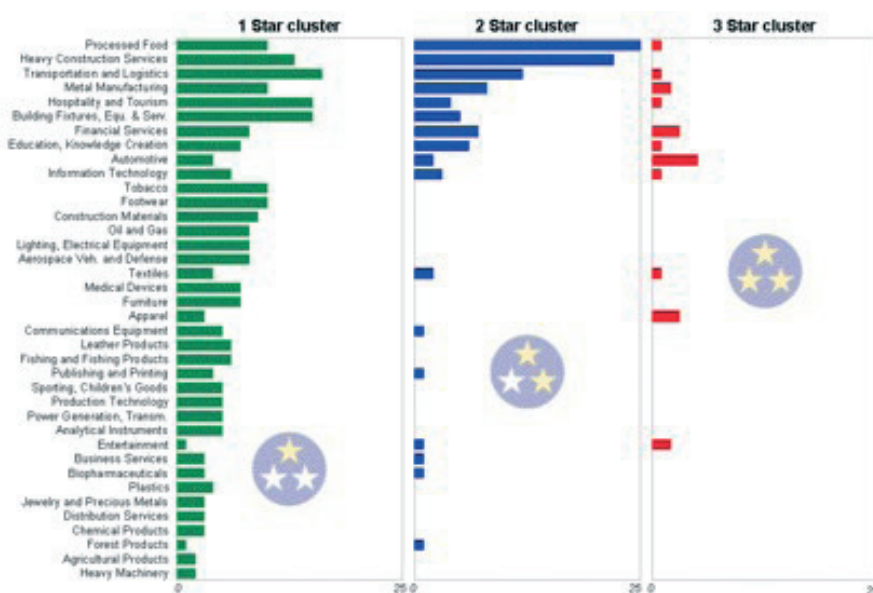 1 Star cluster 2 Star cluster 3 Star cluster
Processed Food
Heavy Construction Services
Transportation and Logistics
Metal Manufacturing
Hospitality and Tourism
Building Fixtures, Equ. & Serv.
Financial Services
Education, Knowledge Creation
Automotive
Information Technology
Tobacco
Footwear
Construction Materials
Oil and Gas
Lighting, Electrical Equipment
Aerospace Veh. and Defense
Textiles
Medical Devices
Furniture
Apparel
Communications Equipment
Leather Products
Fishing and Fishing Products
Publishing and Printing
Sporting, Children's Goods
Production Technology
Power Generation, Transm.
Analytical Instruments
Entertainment
Business Services
Biopharmaceuticals
Plastics
Jewelry and Precious Metals
Distribution Services
Chemical Products
Forest Products
Agricultural Products
Heavy Machinery
0 25 0 25 0